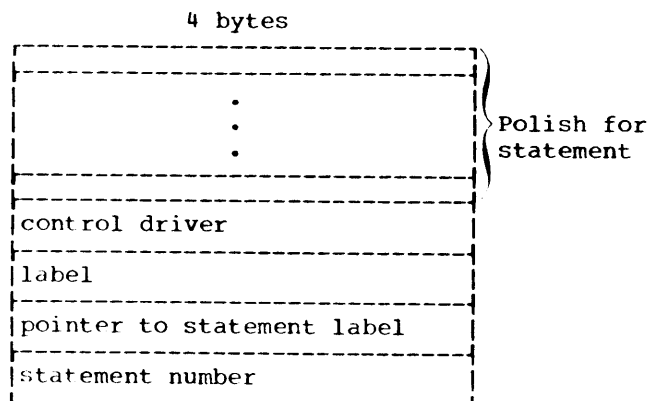 4 bytes
Polish for
statement
control driver
label
pointer to statement label
statement number